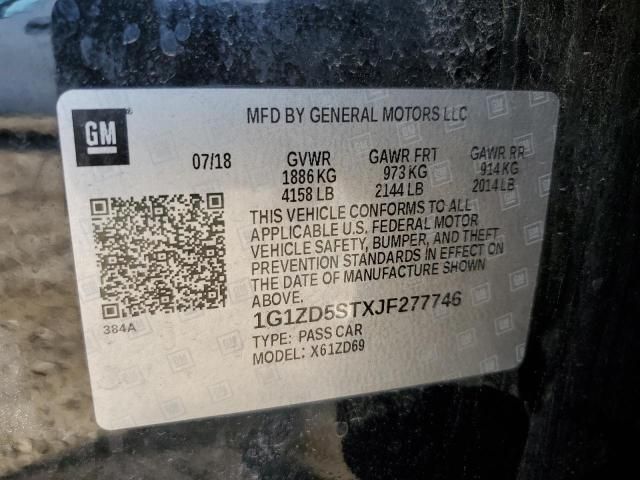 GM
MFD BY GENERAL MOTORS LLC
07/18 GVWR GAWR FRT GAWR RR
1886 KG 973 KG 914 KG
4158 LB 2144 LB 2014 LB
THIS VEHICLE CONFORMS TO ALL
APPLICABLE U.S. FEDERAL MOTOR
VEHICLE SAFETY, BUMPER, AND THEFT
PREVENTION STANDARDS IN EFFECT ON
THE DATE OF MANUFACTURE SHOWN
ABOVE.
384A
1G1ZD5STXJF277746
TYPE: PASS CAR
MODEL: X61ZD69